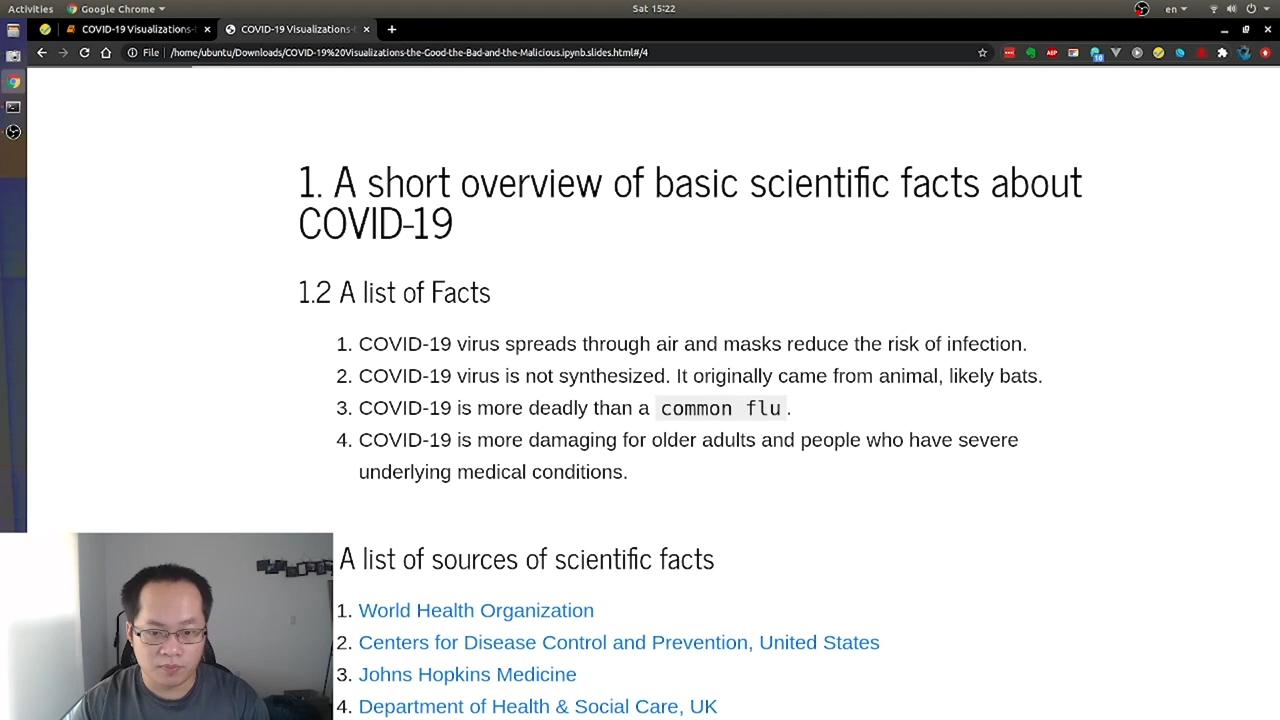 Activities
Google Chrome
Sat 15:22
en
COVID-19 Visualizations-
COVID-19 Visualizations-
File
/home/ubuntu/Downloads/COVID-19%20Visualizations-the-Good-the-Bad-and-the-Malicious.ipynb.slides.html#/4
ABP
10
1. A short overview of basic scientific facts about
COVID-19
1.2 A list of Facts
1. COVID-19 virus spreads through air and masks reduce the risk of infection.
2. COVID-19 virus is not synthesized. It originally came from animal, likely bats.
3. COVID-19 is more deadly than a common flu.
4. COVID-19 is more damaging for older adults and people who have severe
underlying medical conditions.
A list of sources of scientific facts
1. World Health Organization
2. Centers for Disease Control and Prevention, United States
3. Johns Hopkins Medicine
4. Department of Health & Social Care, UK